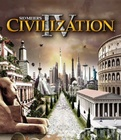 SID MEIER'S
CIVILIZATION
IV